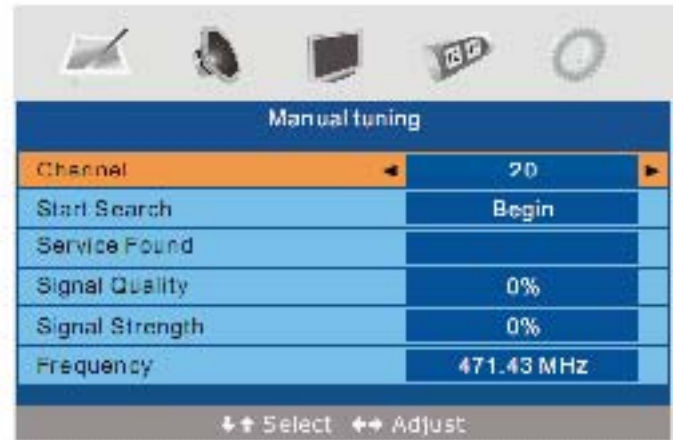 Manual tuning
Channel 20
Start Search Begin
Service Found
Signal Quality 0%
Signal Strength 0%
Frequency 471.43 MHz
Select Adjust